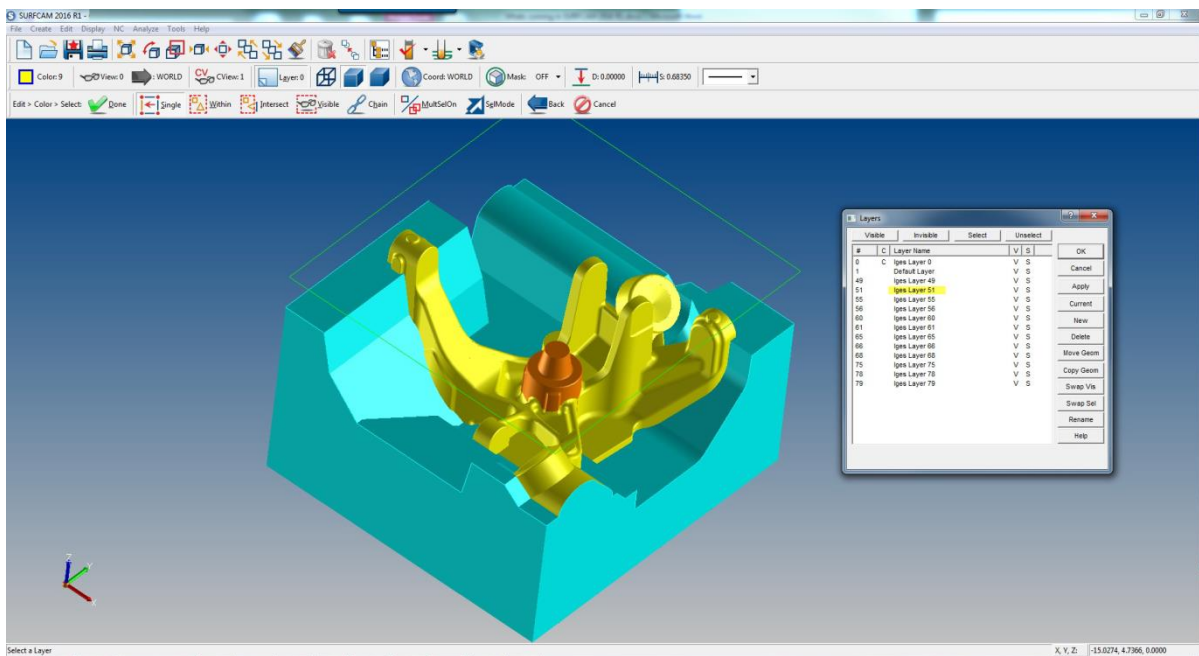 SURFCAM 2016 R1 -
File Create Edit Display NC Analyze Tools Help
Color: 9 View: 0 : WORLD CV CView: 1 Layer: 0 Coord: WORLD Mask: OFF D: 0.00000 S: 0.68350
Edit > Color > Select: Done Single Within Intersect Visible Chain MultSelOn SelMode Back Cancel
Layers
Visible Invisible Select Unselect
# C Layer Name V S
0 C Iges Layer 0 V S
1 Default Layer V S
49 Iges Layer 49 V S
51 Iges Layer 51 V S
55 Iges Layer 55 V S
56 Iges Layer 56 V S
60 Iges Layer 60 V S
61 Iges Layer 61 V S
65 Iges Layer 65 V S
66 Iges Layer 66 V S
68 Iges Layer 68 V S
75 Iges Layer 75 V S
78 Iges Layer 78 V S
79 Iges Layer 79 V S
OK
Cancel
Apply
Current
New
Delete
Move Geom
Copy Geom
Swap Vis
Swap Sel
Rename
Help
Z
Y
X
Select a Layer
X, Y, Z: -15.0274, 4.7366, 0.0000